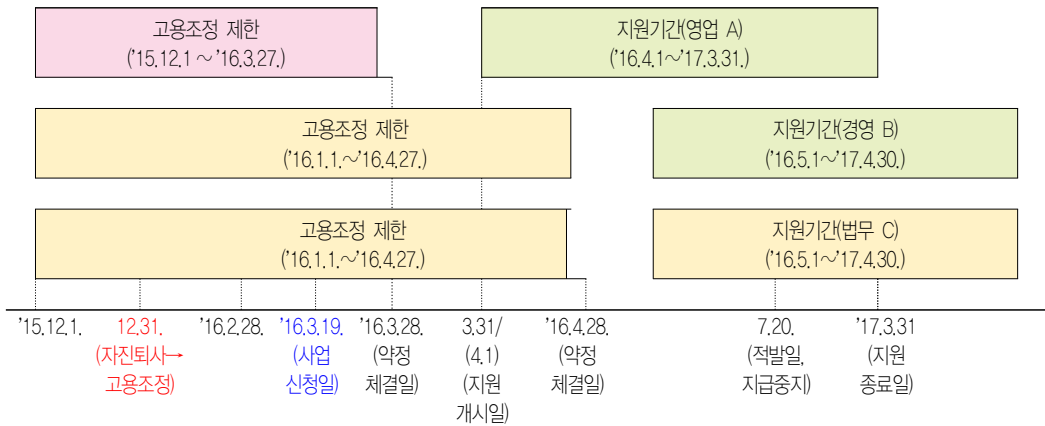 고용조정 제한
('15.12.1 ~ '16.3.27.)
지원기간(영업 A)
('16.4.1~'17.3.31.)
고용조정 제한
('16.1.1.~'16.4.27.)
지원기간(경영 B)
('16.5.1~'17.4.30.)
고용조정 제한
('16.1.1.~'16.4.27.)
지원기간(법무 C)
('16.5.1~'17.4.30.)
'15.12.1.
12.31.
(자진퇴사→
고용조정)
'16.2.28.
'16.3.19.
(사업
신청일)
'16.3.28.
(약정
체결일)
3.31/
(4.1)
(지원
개시일)
'16.4.28.
(약정
체결일)
7.20.
(적발일,
지급중지)
'17.3.31
(지원
종료일)